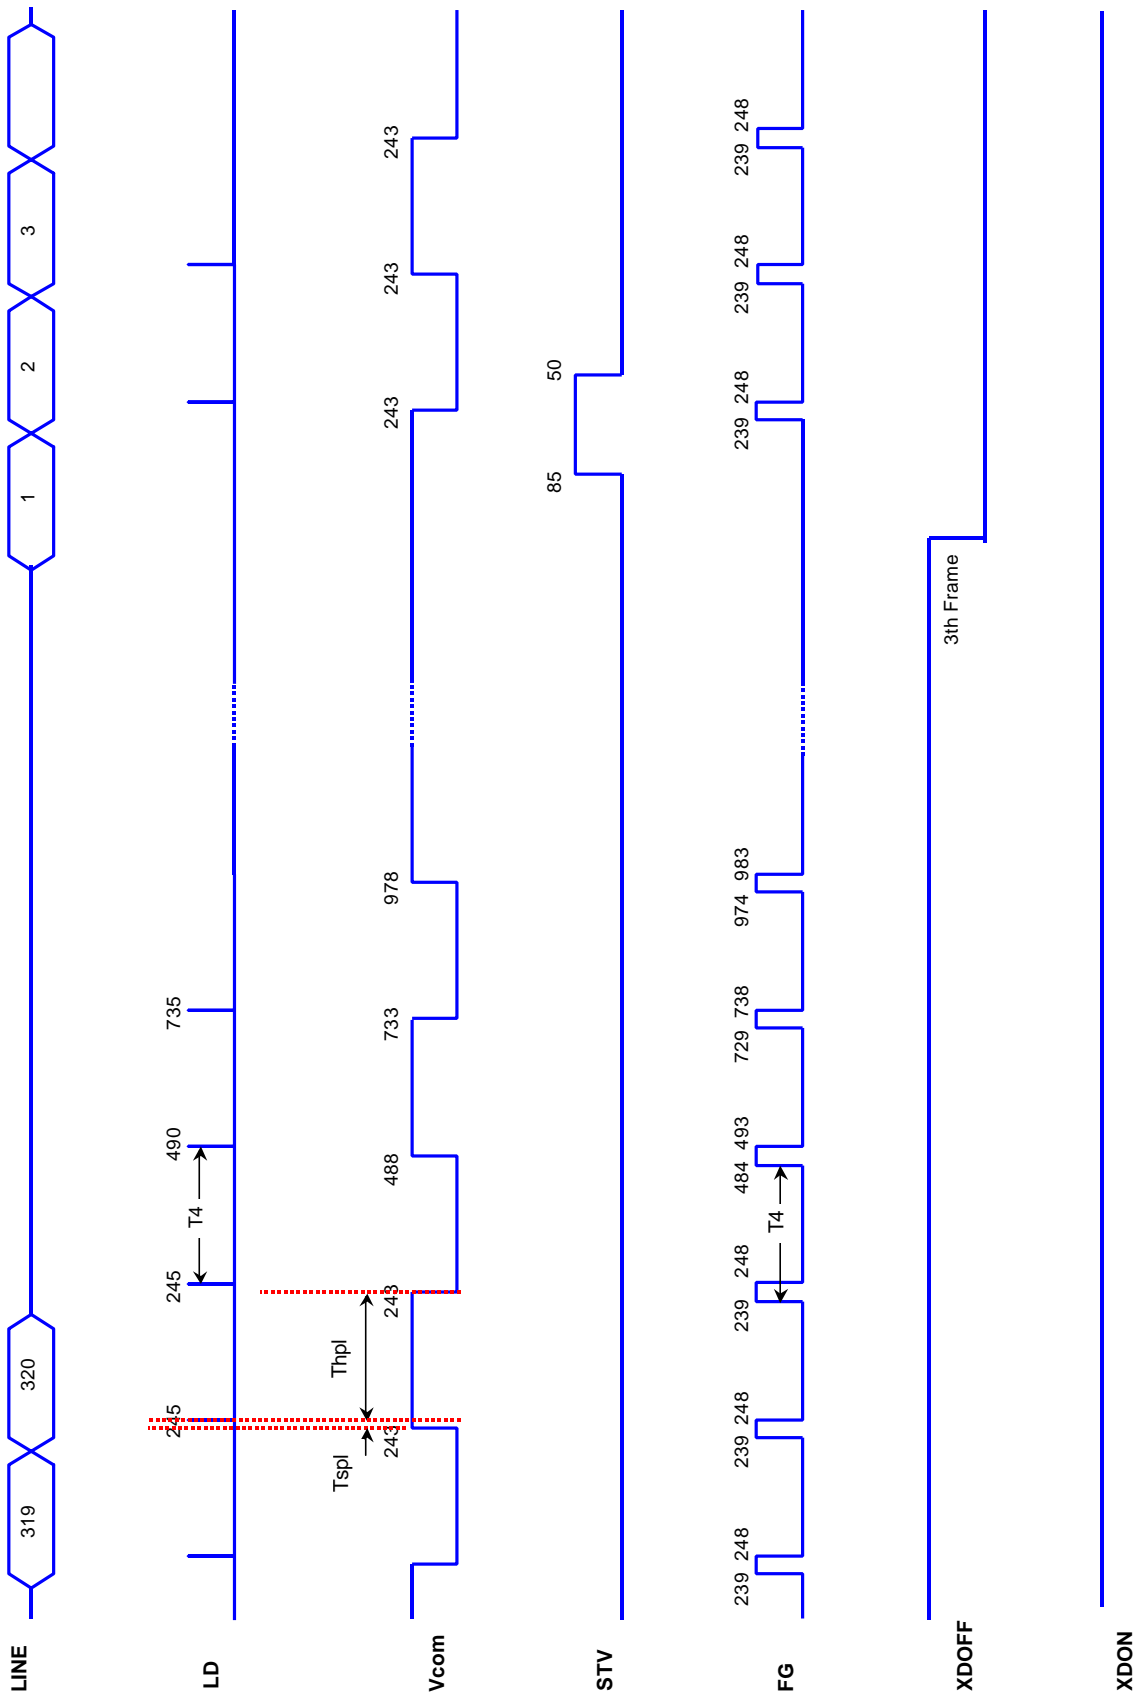 LINE 319 320 1 2 3
LD 245 245 490 735
T4
Tspl Thpl
Vcom 243 243 488 733 978 243 243 243
STV 85 50
FG 239 248 239 248 239 248 484 493 729 738 974 983 239 248 239 248 239 248
T4
XDOFF 3th Frame
XDON